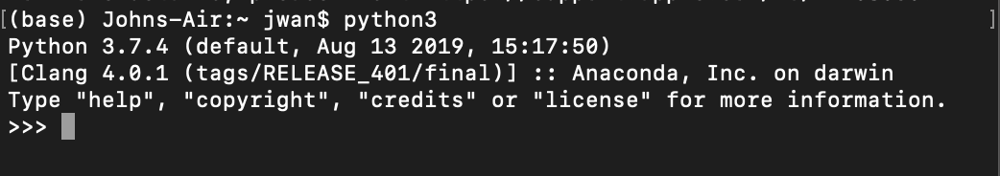 [(base) Johns-Air:~ jwan$ python3 ]
Python 3.7.4 (default, Aug 13 2019, 15:17:50)
[Clang 4.0.1 (tags/RELEASE_401/final)] :: Anaconda, Inc. on darwin
Type "help", "copyright", "credits" or "license" for more information.
>>>